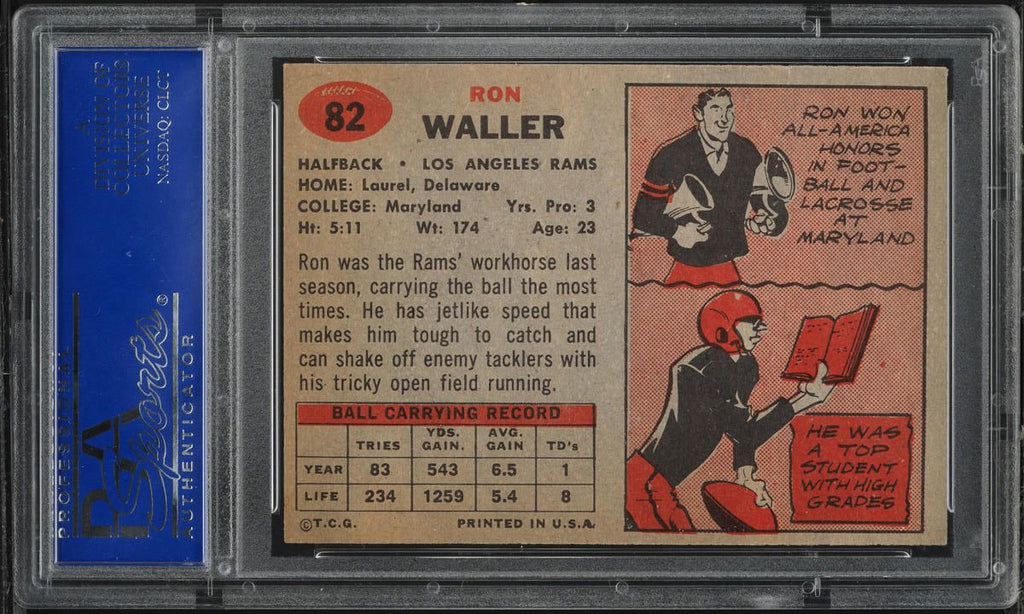 A
DIVISION OF
COLLECTORS
UNIVERSE
NASDAQ: CLCT
PROFESSIONAL
PSA
Sports®
AUTHENTICATOR
82
RON
WALLER
HALFBACK • LOS ANGELES RAMS
HOME: Laurel, Delaware
COLLEGE: Maryland Yrs. Pro: 3
Ht: 5:11 Wt: 174 Age: 23
Ron was the Rams' workhorse last
season, carrying the ball the most
times. He has jetlike speed that
makes him tough to catch and
can shake off enemy tacklers with
his tricky open field running.
BALL CARRYING RECORD
TRIES YDS. GAIN. AVG. GAIN TD's
YEAR 83 543 6.5 1
LIFE 234 1259 5.4 8
©T.C.G. PRINTED IN U.S.A.
RON WON
ALL-AMERICA
HONORS
IN FOOT-
BALL AND
LACROSSE
AT
MARYLAND
HE WAS
A TOP
STUDENT
WITH HIGH
GRADES